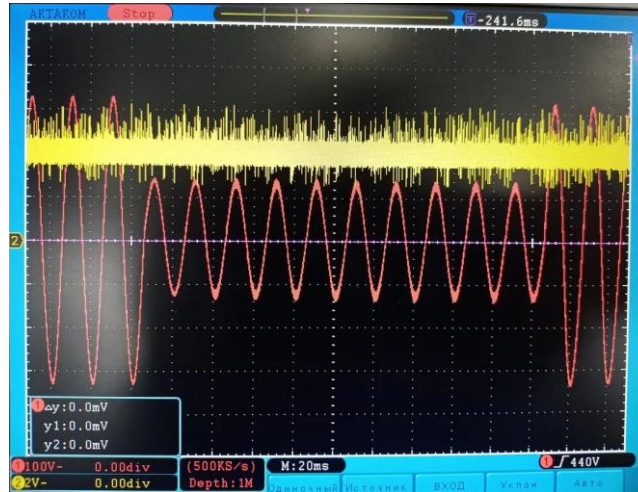 AKTAKOM Stop T -241.6ms
2
1 Δy:0.0mV
y1:0.0mV
y2:0.0mV
1 100V~ 0.00div (500KS/s) M:20ms 1 440V
2 2V~ 0.00div Depth:1M
Одиночный Источник ВХОД Уклон Авто